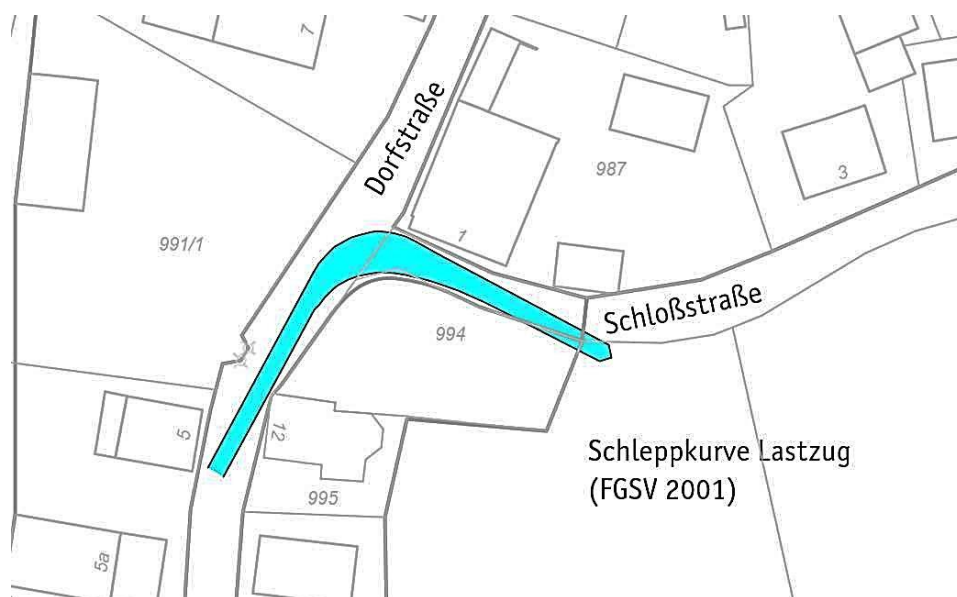 7
Dorfstraße
987
3
991/1
1
Schloßstraße
994
5
12
Schleppkurve Lastzug
(FGSV 2001)
995
5a